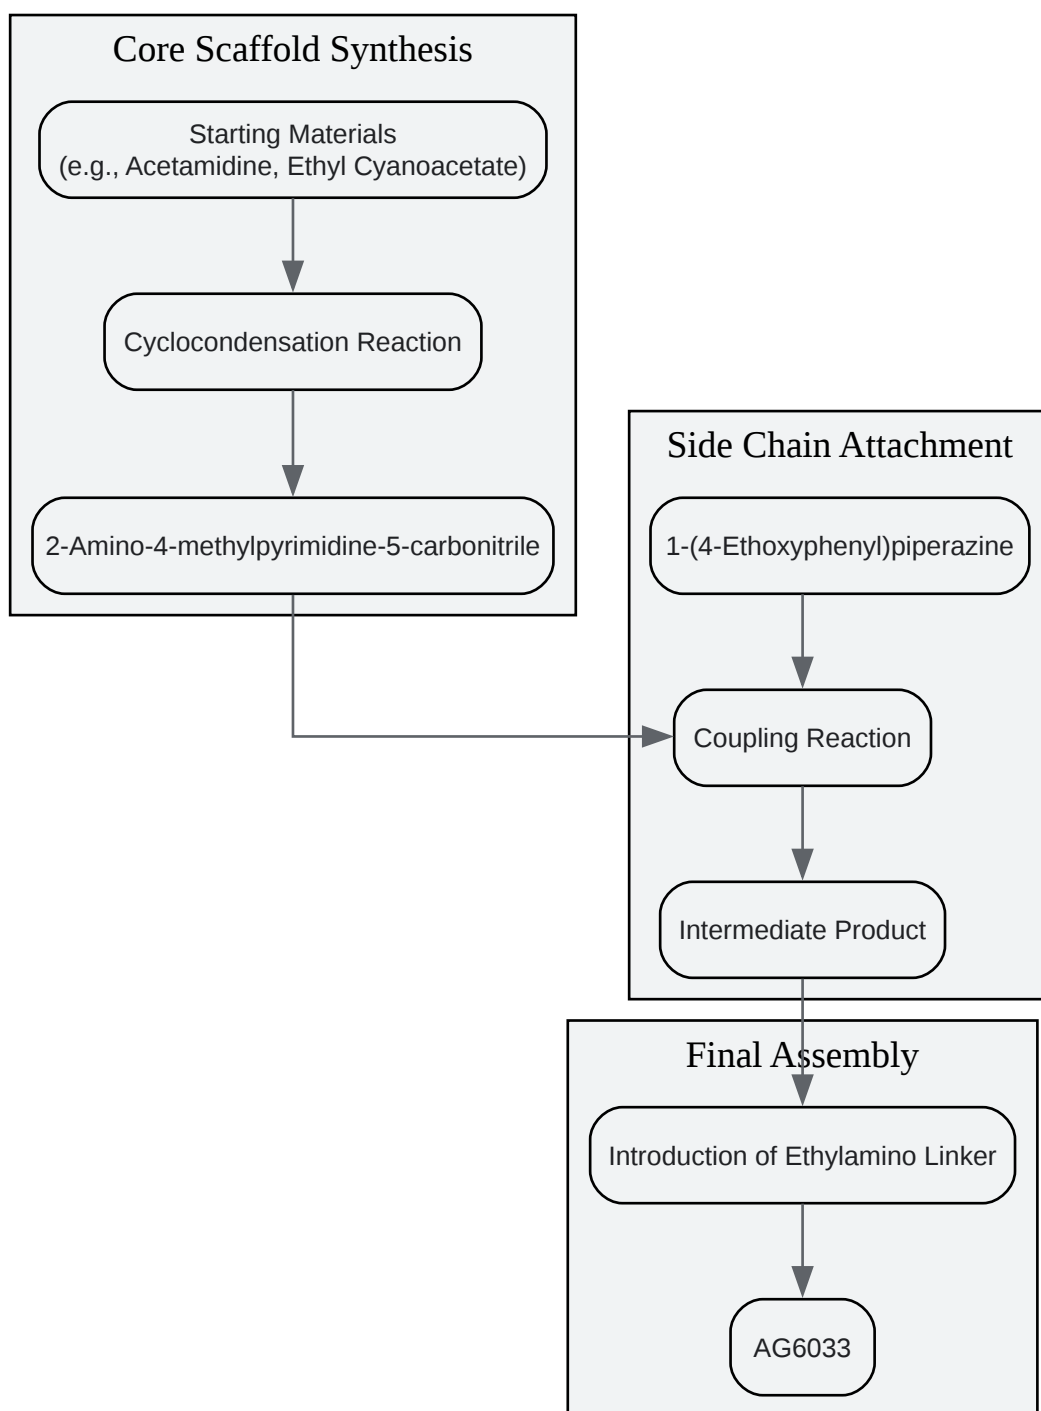 Core Scaffold Synthesis
Starting Materials
(e.g., Acetamidine, Ethyl Cyanoacetate)
Cyclocondensation Reaction
2-Amino-4-methylpyrimidine-5-carbonitrile
Side Chain Attachment
1-(4-Ethoxyphenyl)piperazine
Coupling Reaction
Intermediate Product
Final Assembly
Introduction of Ethylamino Linker
AG6033